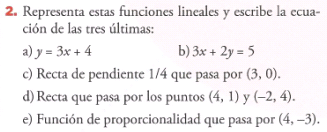 2. Representa estas funciones lineales y escribe la ecua-
ción de las tres últimas:
a) y = 3x + 4 b) 3x + 2y = 5
c) Recta de pendiente 1/4 que pasa por (3, 0).
d) Recta que pasa por los puntos (4, 1) y (–2, 4).
e) Función de proporcionalidad que pasa por (4, –3).